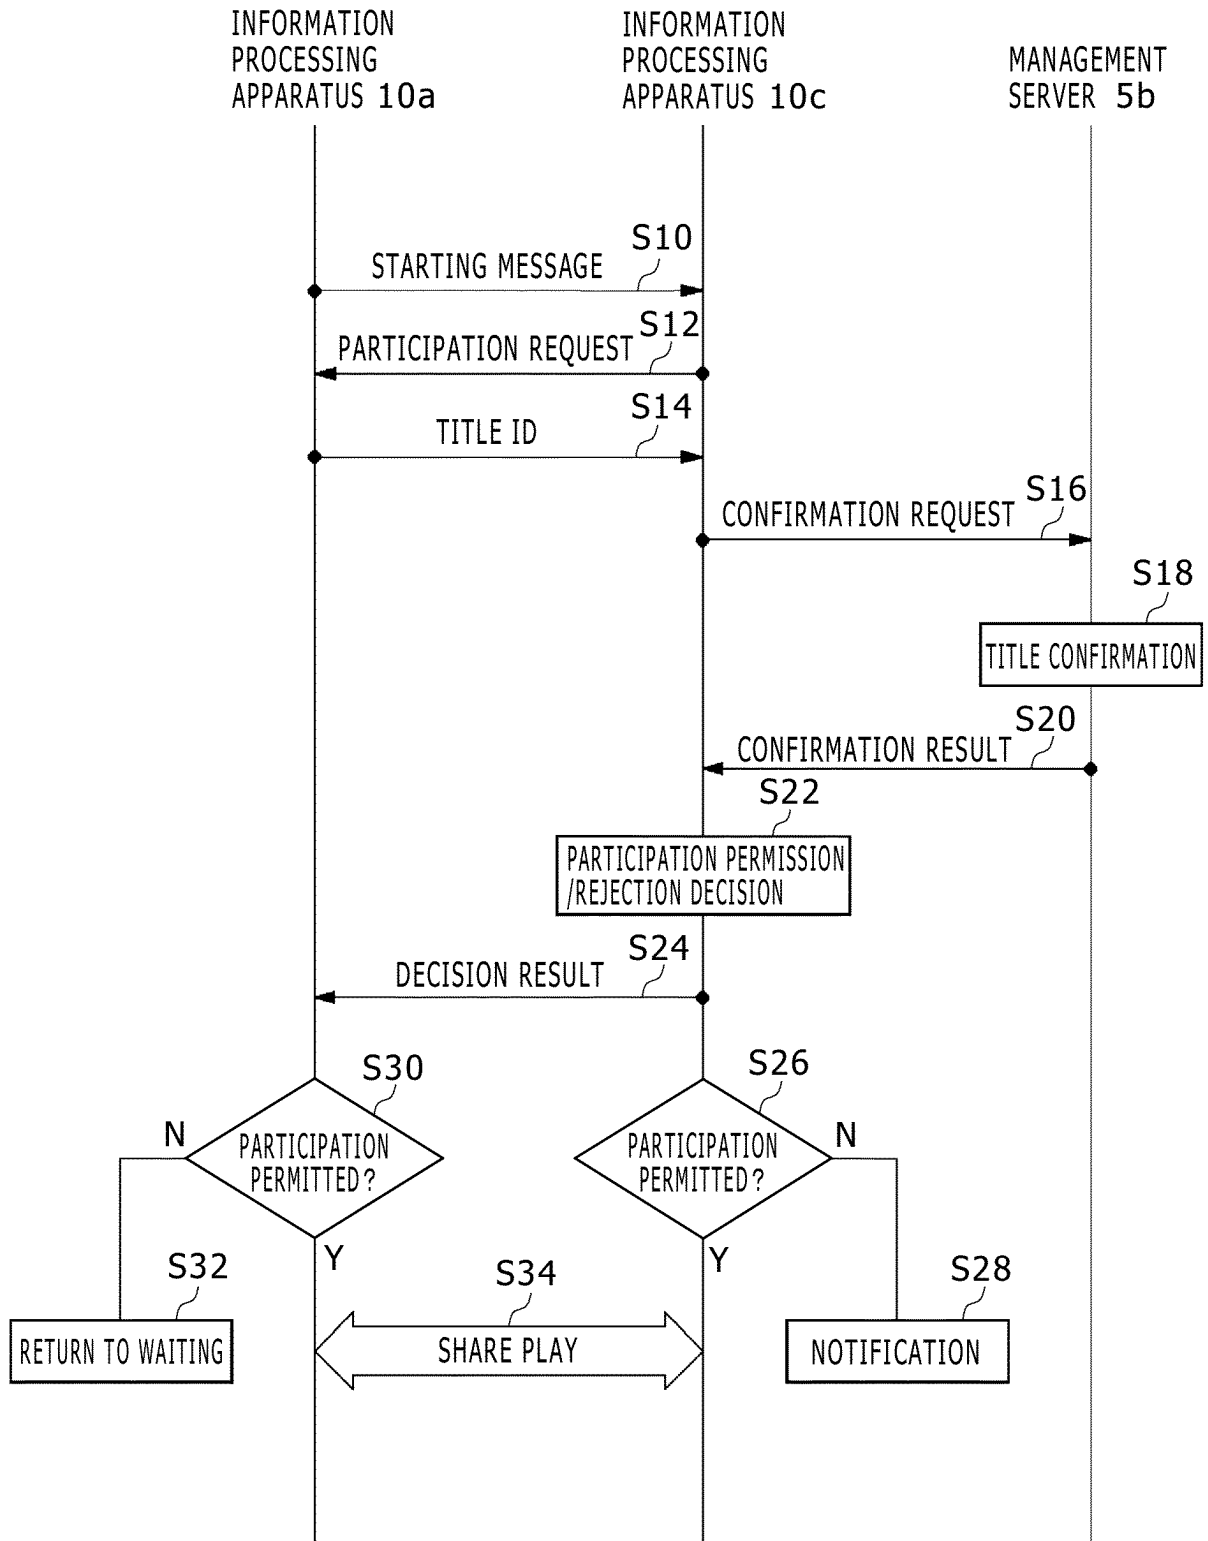 INFORMATION
PROCESSING
APPARATUS 10a
INFORMATION
PROCESSING
APPARATUS 10c
MANAGEMENT
SERVER 5b
S10
STARTING MESSAGE
S12
PARTICIPATION REQUEST
S14
TITLE ID
S16
CONFIRMATION REQUEST
S18
TITLE CONFIRMATION
S20
CONFIRMATION RESULT
S22
PARTICIPATION PERMISSION
/REJECTION DECISION
S24
DECISION RESULT
S30
N
PARTICIPATION
PERMITTED?
Y
S26
PARTICIPATION
PERMITTED?
N
Y
S32
RETURN TO WAITING
S34
SHARE PLAY
S28
NOTIFICATION